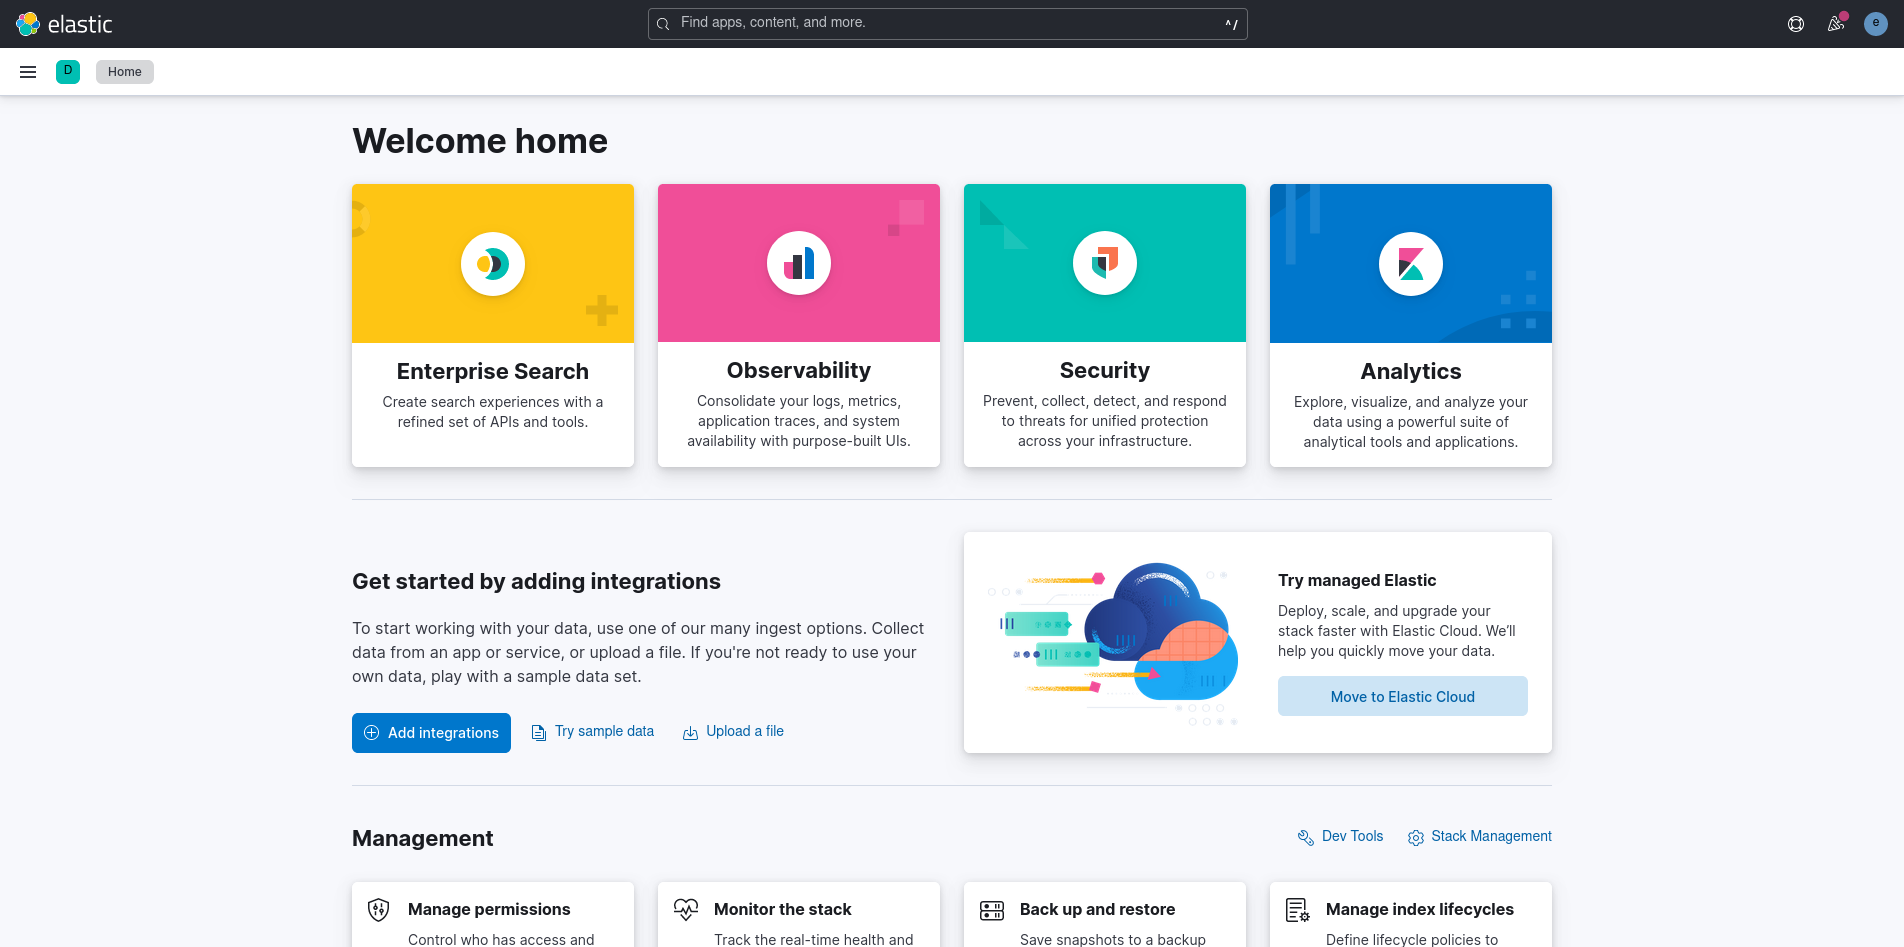 elastic
Find apps, content, and more.
^/
e
D
Home
Welcome home
Enterprise Search
Create search experiences with a
refined set of APIs and tools.
Observability
Consolidate your logs, metrics,
application traces, and system
availability with purpose-built UIs.
Security
Prevent, collect, detect, and respond
to threats for unified protection
across your infrastructure.
Analytics
Explore, visualize, and analyze your
data using a powerful suite of
analytical tools and applications.
Get started by adding integrations
To start working with your data, use one of our many ingest options. Collect
data from an app or service, or upload a file. If you're not ready to use your
own data, play with a sample data set.
Add integrations
Try sample data
Upload a file
Try managed Elastic
Deploy, scale, and upgrade your
stack faster with Elastic Cloud. We’ll
help you quickly move your data.
Move to Elastic Cloud
Management
Dev Tools
Stack Management
Manage permissions
Control who has access and
Monitor the stack
Track the real-time health and
Back up and restore
Save snapshots to a backup
Manage index lifecycles
Define lifecycle policies to